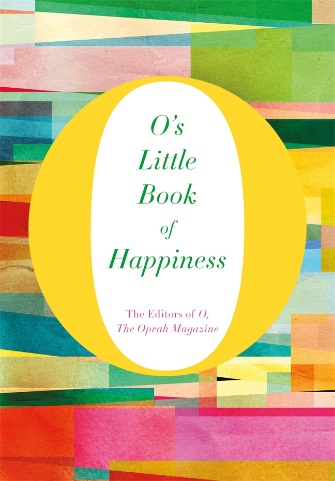 O's
Little
Book
of
Happiness
The Editors of O,
The Oprah Magazine